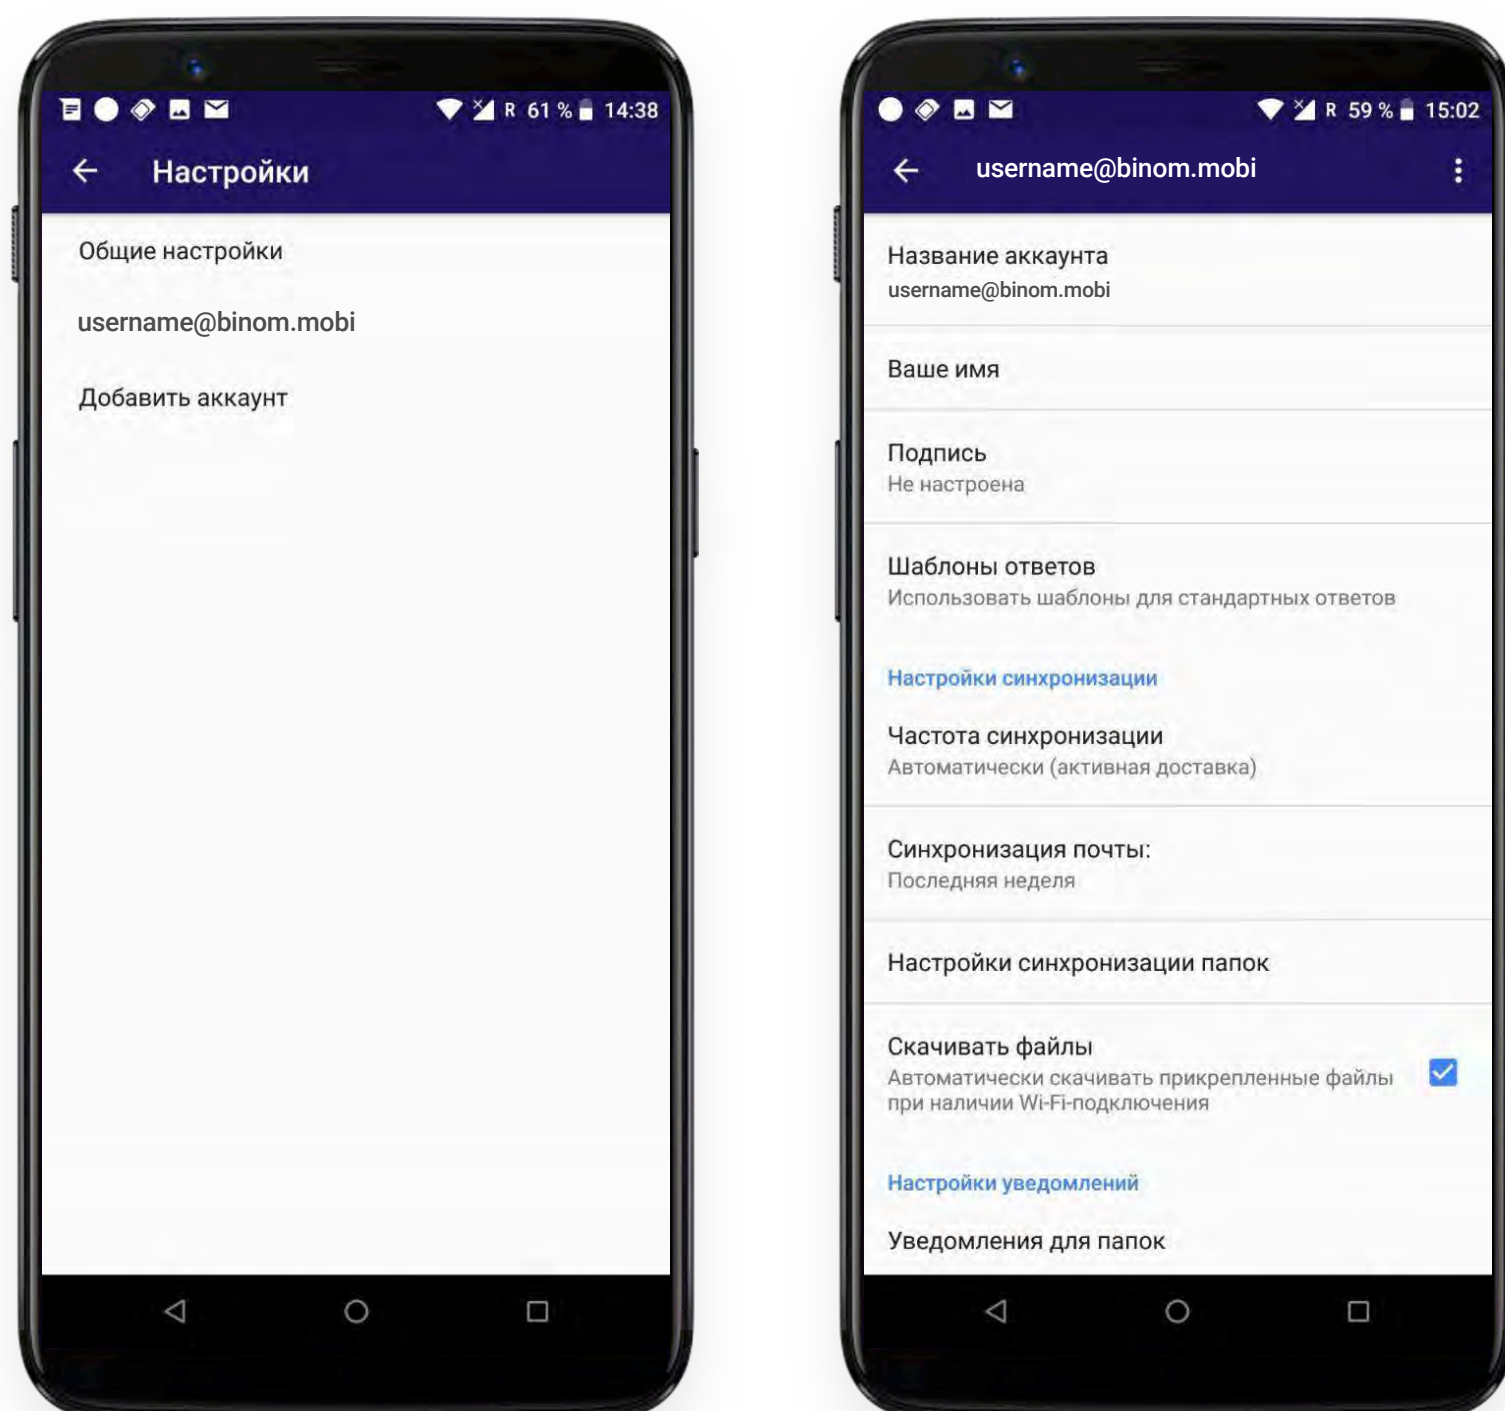 R 61 % 14:38
Настройки
Общие настройки
username@binom.mobi
Добавить аккаунт
R 59 % 15:02
username@binom.mobi
Название аккаунта
username@binom.mobi
Ваше имя
Подпись
Не настроена
Шаблоны ответов
Использовать шаблоны для стандартных ответов
Настройки синхронизации
Частота синхронизации
Автоматически (активная доставка)
Синхронизация почты:
Последняя неделя
Настройки синхронизации папок
Скачивать файлы
Автоматически скачивать прикрепленные файлы
при наличии Wi-Fi-подключения
Настройки уведомлений
Уведомления для папок